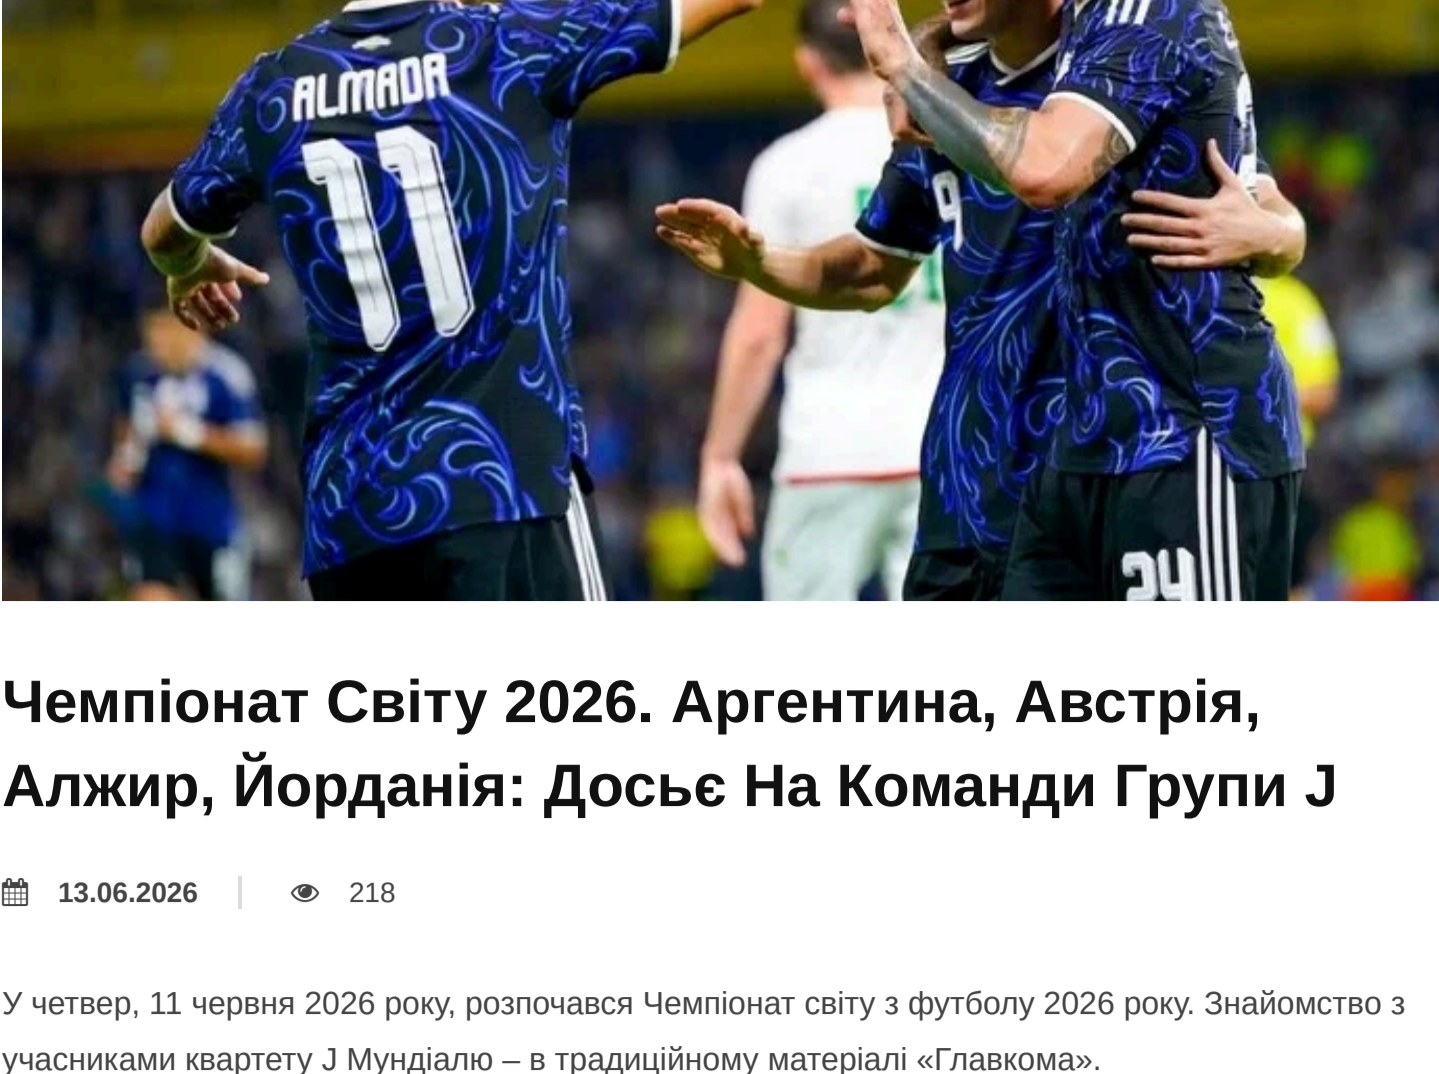 ALMADA
11
9
24
Чемпіонат Світу 2026. Аргентина, Австрія,
Алжир, Йорданія: Досьє На Команди Групи J
13.06.2026
218
У четвер, 11 червня 2026 року, розпочався Чемпіонат світу з футболу 2026 року. Знайомство з
учасниками квартету J Мундіалю – в традиційному матеріалі «Главкома».